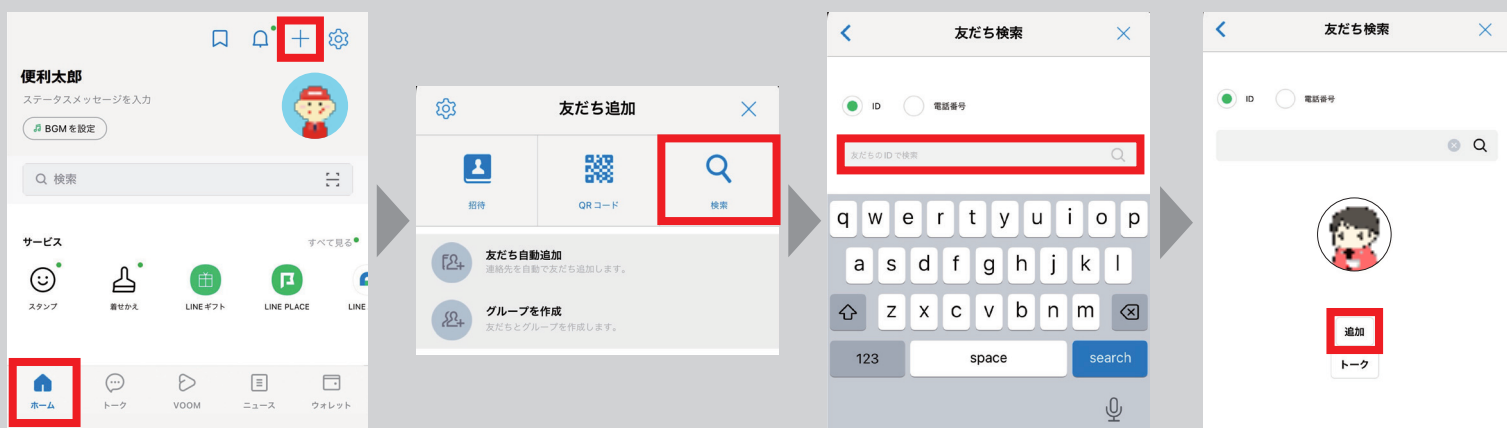 便利太郎
ステータスメッセージを入力
BGMを設定
検索
サービス
すべて見る
スタンプ
着せかえ
LINEギフト
LINE PLACE
LINE
ホーム
トーク
VOOM
ニュース
ウォレット
友だち追加
招待
QRコード
検索
友だち自動追加
連絡先を自動で友だち追加します。
グループを作成
友だちとグループを作成します。
友だち検索
ID
電話番号
友だちのIDで検索
q w e r t y u i o p
a s d f g h j k l
z x c v b n m
123
space
search
友だち検索
ID
電話番号
追加
トーク